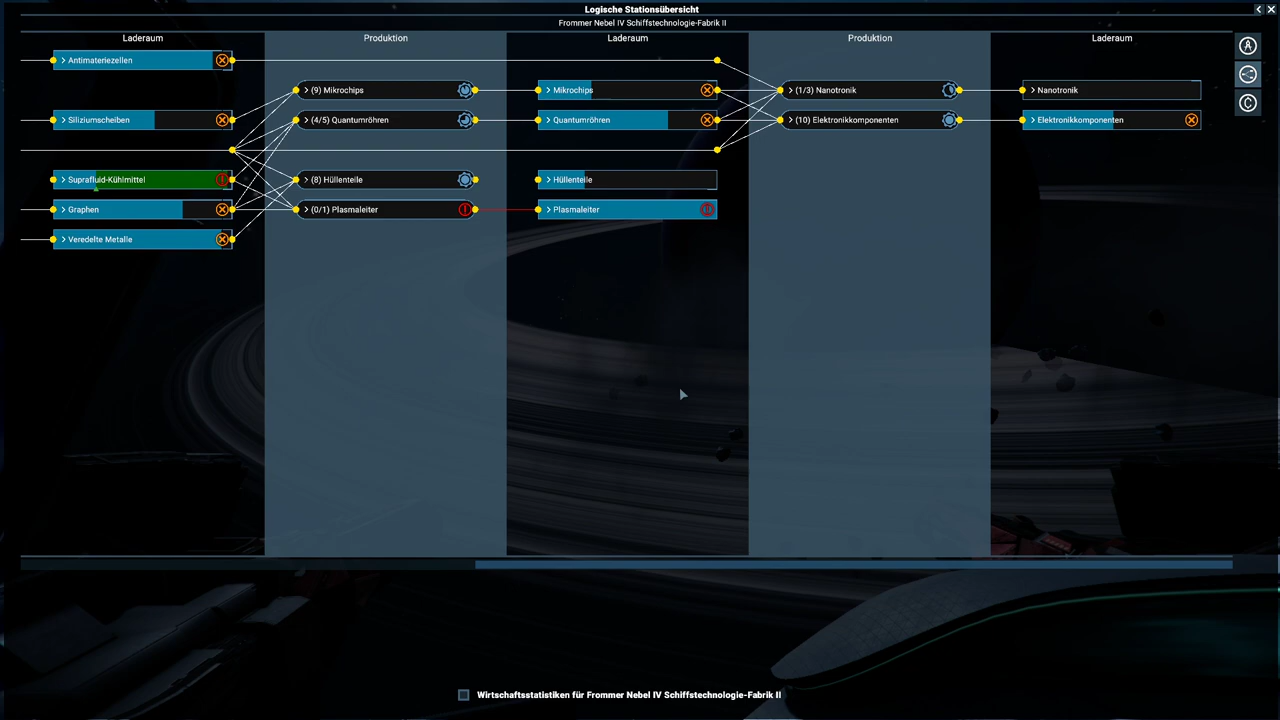 Logische Stationsübersicht
Frommer Nebel IV Schiffstechnologie-Fabrik II
Laderaum
Produktion
Laderaum
Produktion
Laderaum
Antimateriezellen
(9) Mikrochips
Mikrochips
(1/3) Nanotronik
Nanotronik
Siliziumscheiben
(4/5) Quantumröhren
Quantumröhren
(10) Elektronikkomponenten
Elektronikkomponenten
Suprafluid-Kühlmittel
(8) Hüllenteile
Hüllenteile
Graphen
(0/1) Plasmaleiter
Plasmaleiter
Veredelte Metalle
Wirtschaftsstatistiken für Frommer Nebel IV Schiffstechnologie-Fabrik II